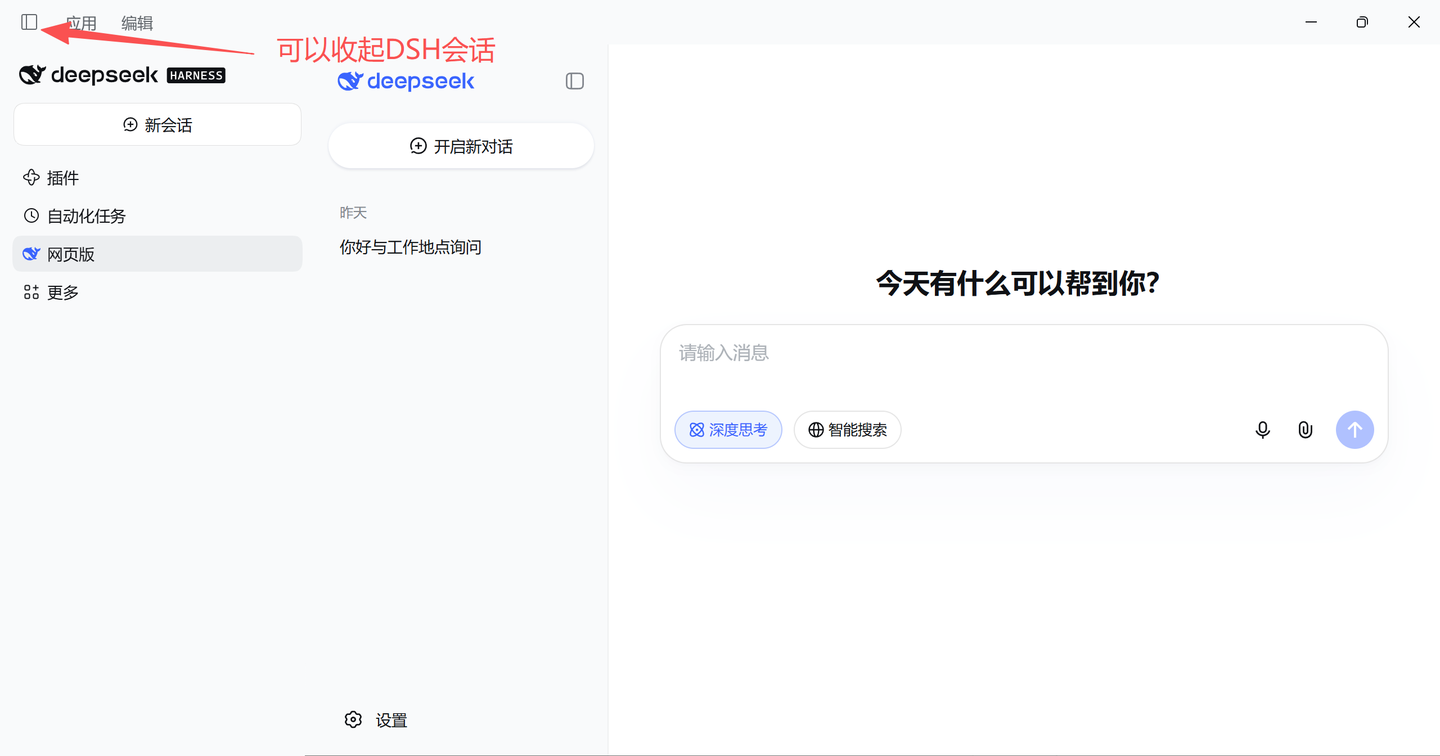 应用 编辑
可以收起DSH会话
deepseek HARNESS
新会话
插件
自动化任务
网页版
更多
deepseek
开启新对话
昨天
你好与工作地点询问
设置
今天有什么可以帮到你?
请输入消息
深度思考 智能搜索